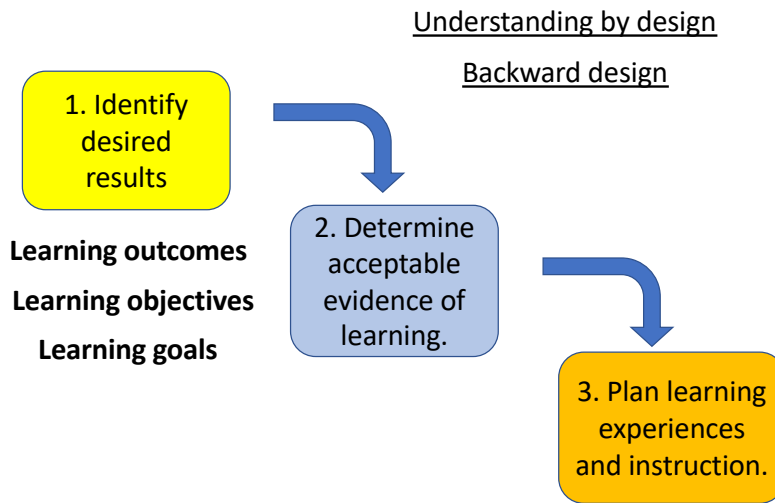 Understanding by design
Backward design
1. Identify
desired
results
Learning outcomes
Learning objectives
Learning goals
2. Determine
acceptable
evidence of
learning.
3. Plan learning
experiences
and instruction.